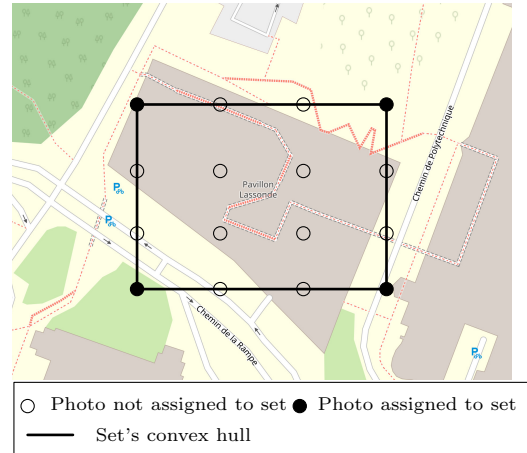 Chemin de Polytechnique
P
Pavillon
Lassonde
P
Chemin de la Rampe
P
Photo not assigned to set
Photo assigned to set
Set's convex hull